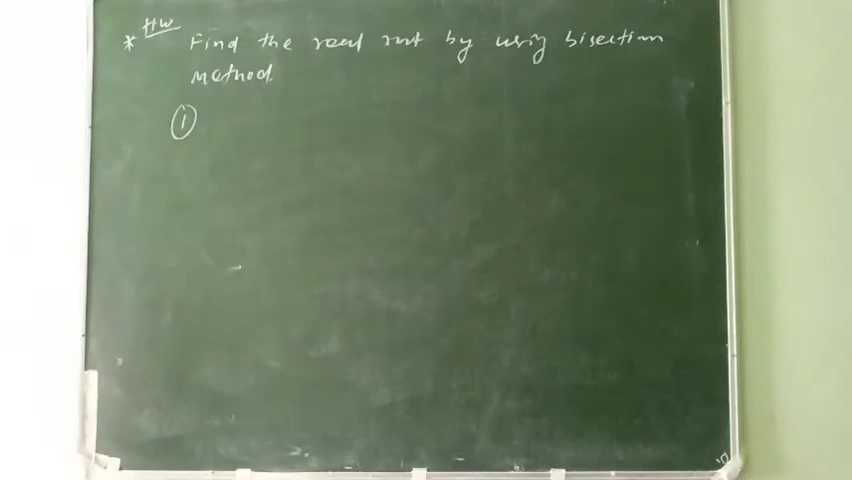 HW
* Find the real root by using bisection
method
①